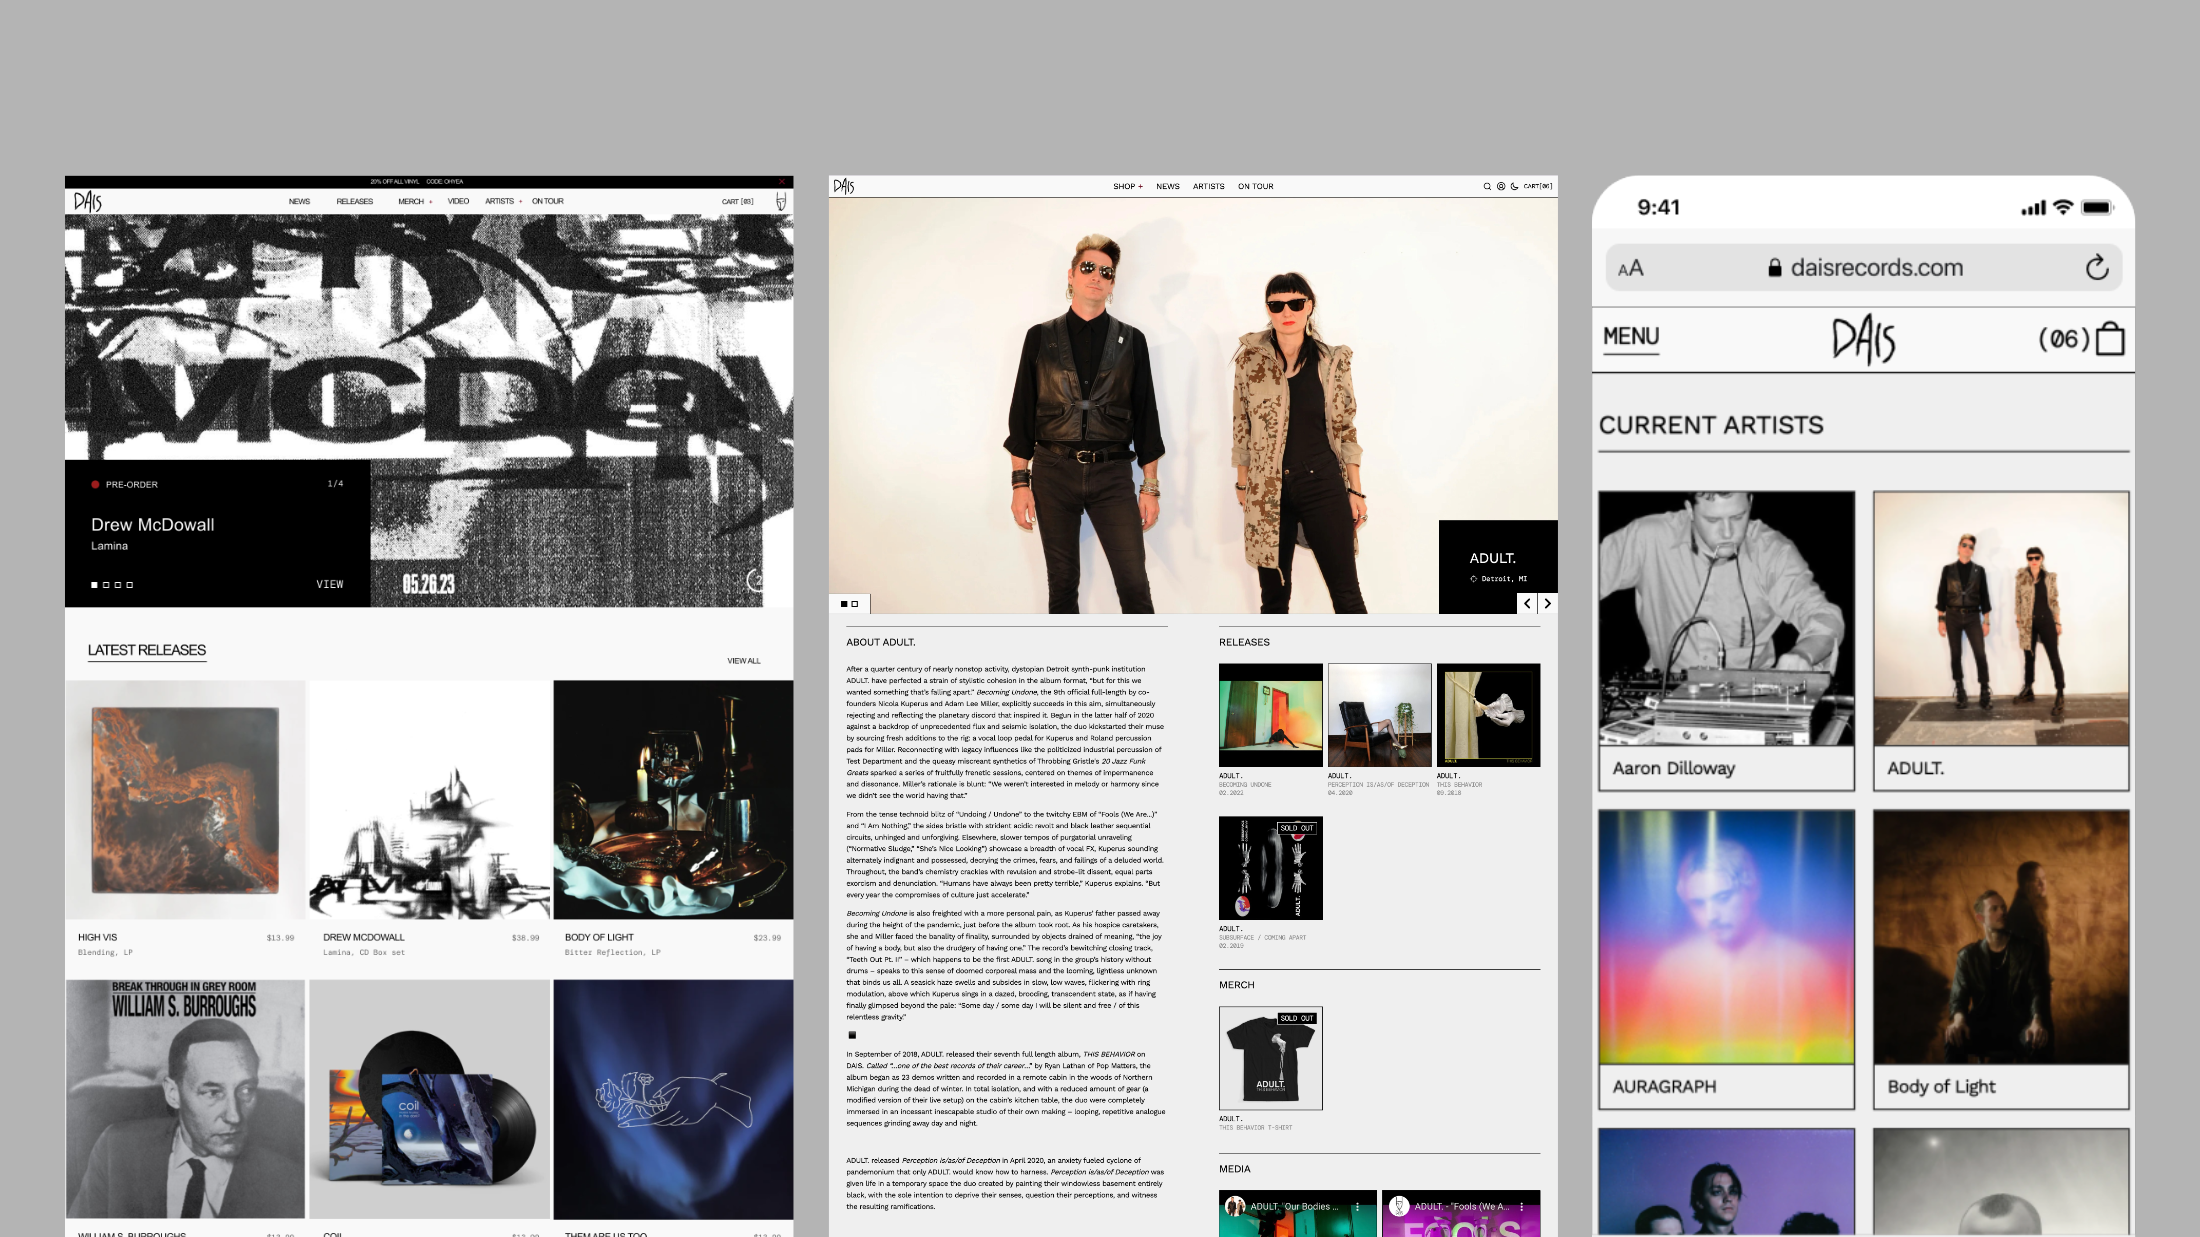 20% OFF ALL VINYL CODE: OHYEA
DAIS
NEWS
RELEASES
MERCH +
VIDEO
ARTISTS +
ON TOUR
CART [03]
MCDO
PRE-ORDER
1/4
Drew McDowall
Lamina
VIEW
05.26.23
LATEST RELEASES
VIEW ALL
HIGH VIS
$13.99
Blending, LP
DREW MCDOWALL
$38.99
Lamina, CD Box set
BODY OF LIGHT
$23.99
Bitter Reflection, LP
BREAK THROUGH IN GREY ROOM
WILLIAM S. BURROUGHS
coil
WILLIAM S. BURROUGHS
$13.99
COIL
$13.99
THEM ARE US TOO
$13.99
DAIS
SHOP +
NEWS
ARTISTS
ON TOUR
CART[06]
ADULT.
Detroit, MI
ABOUT ADULT.
After a quarter century of nearly nonstop activity, dystopian Detroit synth-punk institution
ADULT. have perfected a strain of stylistic cohesion in the album format, “but for this we
wanted something that’s falling apart.” Becoming Undone, the 9th official full-length by co-
founders Nicola Kuperus and Adam Lee Miller, explicitly succeeds in this aim, simultaneously
rejecting and reflecting the planetary discord that inspired it. Begun in the latter half of 2020
against a backdrop of unprecedented flux and seismic isolation, the duo kickstarted their muse
by sourcing fresh additions to the rig: a vocal loop pedal for Kuperus and Roland percussion
pads for Miller. Reconnecting with legacy influences like the politicized industrial percussion of
Test Department and the queasy miscreant synthetics of Throbbing Gristle’s 20 Jazz Funk
Greats sparked a series of fruitfully frenetic sessions, centered on themes of impermanence
and dissonance. Miller’s rationale is blunt: “We weren’t interested in melody or harmony since
we didn’t see the world having that.”
From the tense technoid blitz of “Undoing / Undone” to the twitchy EBM of “Fools (We Are…)”
and “I Am Nothing,” the sides bristle with strident acidic revolt and black leather sequential
circuits, unhinged and unforgiving. Elsewhere, slower tempos of purgatorial unraveling
(“Normative Sludge,” “She’s Nice Looking”) showcase a breadth of vocal FX, Kuperus sounding
alternately indignant and possessed, decrying the crimes, fears, and failings of a deluded world.
Throughout, the band’s chemistry crackles with revulsion and strobe-lit dissent, equal parts
exorcism and denunciation. “Humans have always been pretty terrible,” Kuperus explains. “But
every year the compromises of culture just accelerate.”
Becoming Undone is also freighted with a more personal pain, as Kuperus’ father passed away
during the height of the pandemic, just before the album took root. As his hospice caretakers,
she and Miller faced the banality of finality, surrounded by objects drained of meaning, “the joy
of having a body, but also the drudgery of having one.” The record’s bewitching closing track,
“Teeth Out Pt. II” – which happens to be the first ADULT. song in the group’s history without
drums – speaks to this sense of doomed corporeal mass and the looming, lightless unknown
that binds us all. A seasick haze swells and subsides in slow, low waves, flickering with ring
modulation, above which Kuperus sings in a dazed, brooding, transcendent state, as if having
finally glimpsed beyond the pale: “Some day / some day I will be silent and free / of this
relentless gravity.”
In September of 2018, ADULT. released their seventh full length album, THIS BEHAVIOR on
DAIS. Called “...one of the best records of their career...” by Ryan Lathan of Pop Matters, the
album began as 23 demos written and recorded in a remote cabin in the woods of Northern
Michigan during the dead of winter. In total isolation, and with a reduced amount of gear (a
modified version of their live setup) on the cabin’s kitchen table, the duo were completely
immersed in an incessant inescapable studio of their own making – looping, repetitive analogue
sequences grinding away day and night.
ADULT. released Perception is/as/of Deception in April 2020, an anxiety fueled cyclone of
pandemonium that only ADULT. would know how to harness. Perception is/as/of Deception was
given life in a temporary space the duo created by painting their windowless basement entirely
black, with the sole intention to deprive their senses, question their perceptions, and witness
the resulting ramifications.
RELEASES
ADULT.
BECOMING UNDONE
02.2022
ADULT.
PERCEPTION IS/AS/OF DECEPTION
04.2020
ADULT.
THIS BEHAVIOR
09.2018
SOLD OUT
ADULT.
ADULT.
SUBSURFACE / COMING APART
02.2019
MERCH
SOLD OUT
ADULT.
ADULT.
THIS BEHAVIOR T-SHIRT
MEDIA
ADULT. "Our Bodies ...
ADULT. - "Fools (We A...
FOOLS
9:41
AA
daisrecords.com
MENU
DAIS
(06)
CURRENT ARTISTS
Aaron Dilloway
ADULT.
AURAGRAPH
Body of Light